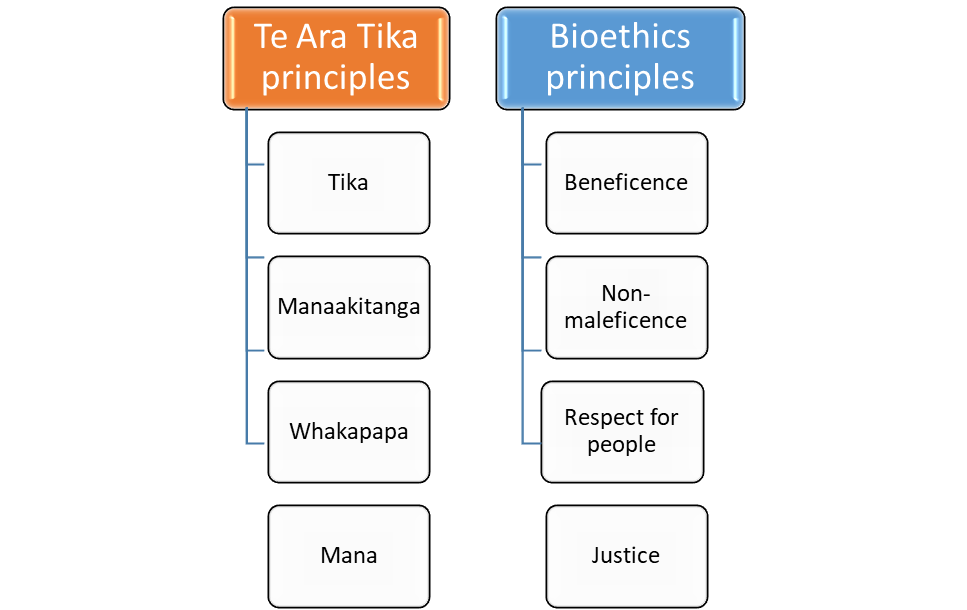 Te Ara Tika
principles
Tika
Manaakitanga
Whakapapa
Mana
Bioethics
principles
Beneficence
Non-
maleficence
Respect for
people
Justice